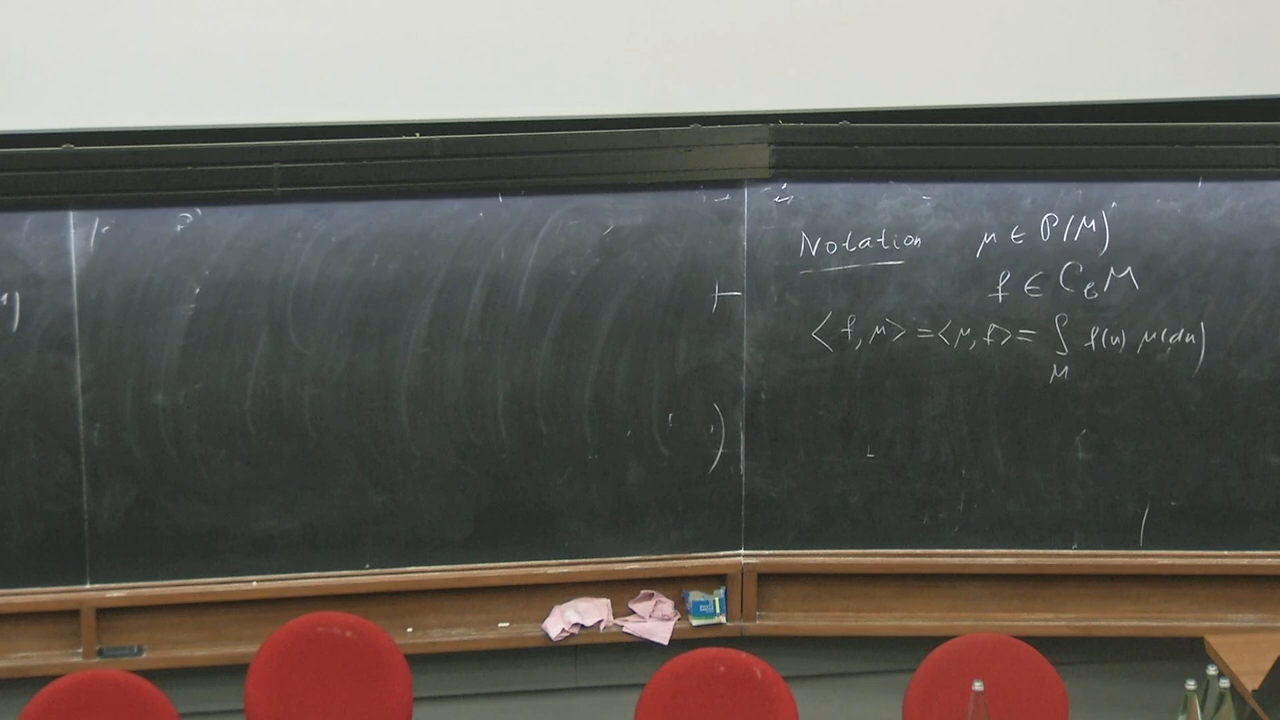 Notation μ ∈ P(M)
f ∈ C_b M
<f, μ> = <μ, f> = ∫_M f(u) μ(du)